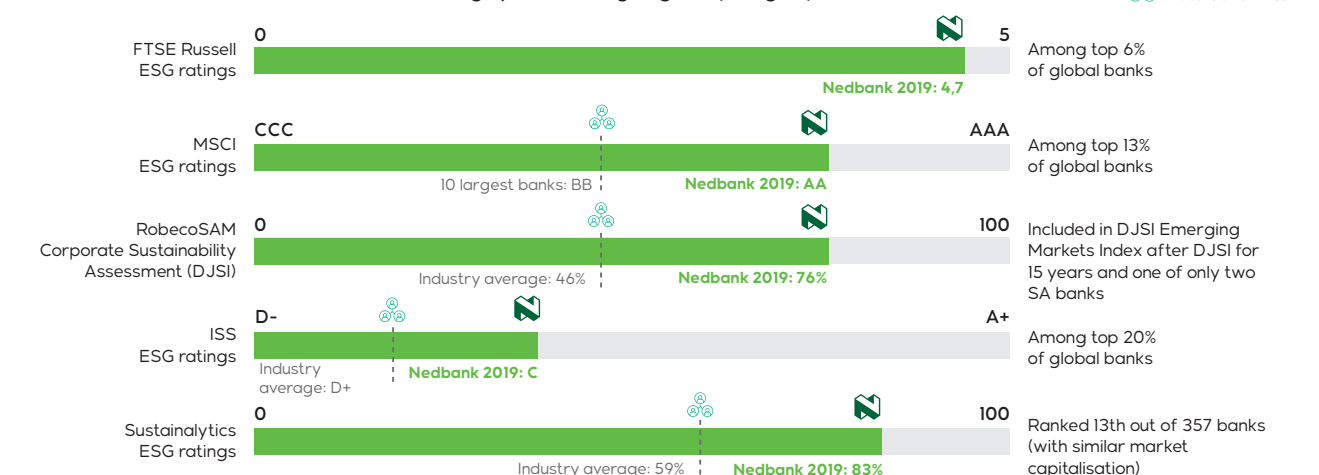 FTSE Russell
ESG ratings
0
5
Nedbank 2019: 4,7
Among top 6%
of global banks
MSCI
ESG ratings
CCC
AAA
10 largest banks: BB
Nedbank 2019: AA
Among top 13%
of global banks
RobecoSAM
Corporate Sustainability
Assessment (DJSI)
0
100
Industry average: 46%
Nedbank 2019: 76%
Included in DJSI Emerging
Markets Index after DJSI for
15 years and one of only two
SA banks
ISS
ESG ratings
D-
A+
Industry
average: D+
Nedbank 2019: C
Among top 20%
of global banks
Sustainalytics
ESG ratings
0
100
Industry average: 59%
Nedbank 2019: 83%
Ranked 13th out of 357 banks
(with similar market
capitalisation)